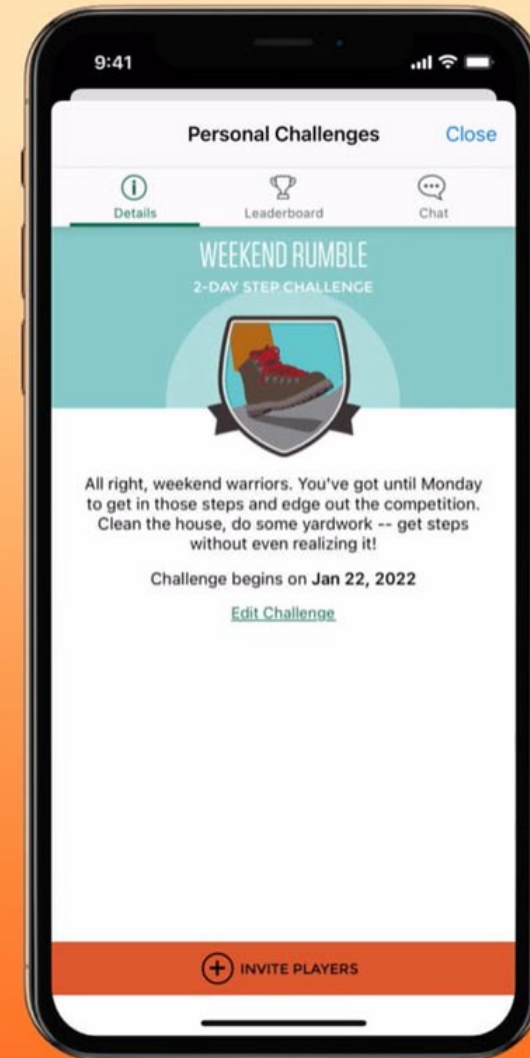 9:41
Personal Challenges Close
Details Leaderboard Chat
WEEKEND RUMBLE
2-DAY STEP CHALLENGE
All right, weekend warriors. You've got until Monday
to get in those steps and edge out the competition.
Clean the house, do some yardwork -- get steps
without even realizing it!
Challenge begins on Jan 22, 2022
Edit Challenge
INVITE PLAYERS